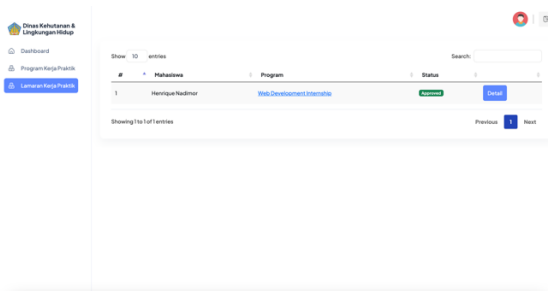 Dinas Kehutanan &
Lingkungan Hidup
Dashboard
Program Kerja Praktik
Lamaran Kerja Praktik
Show 10 entries
Search:
# Mahasiswa Program Status
1 Henrique Nadimor Web Development Internship Approved Detail
Showing 1 to 1 of 1 entries
Previous 1 Next